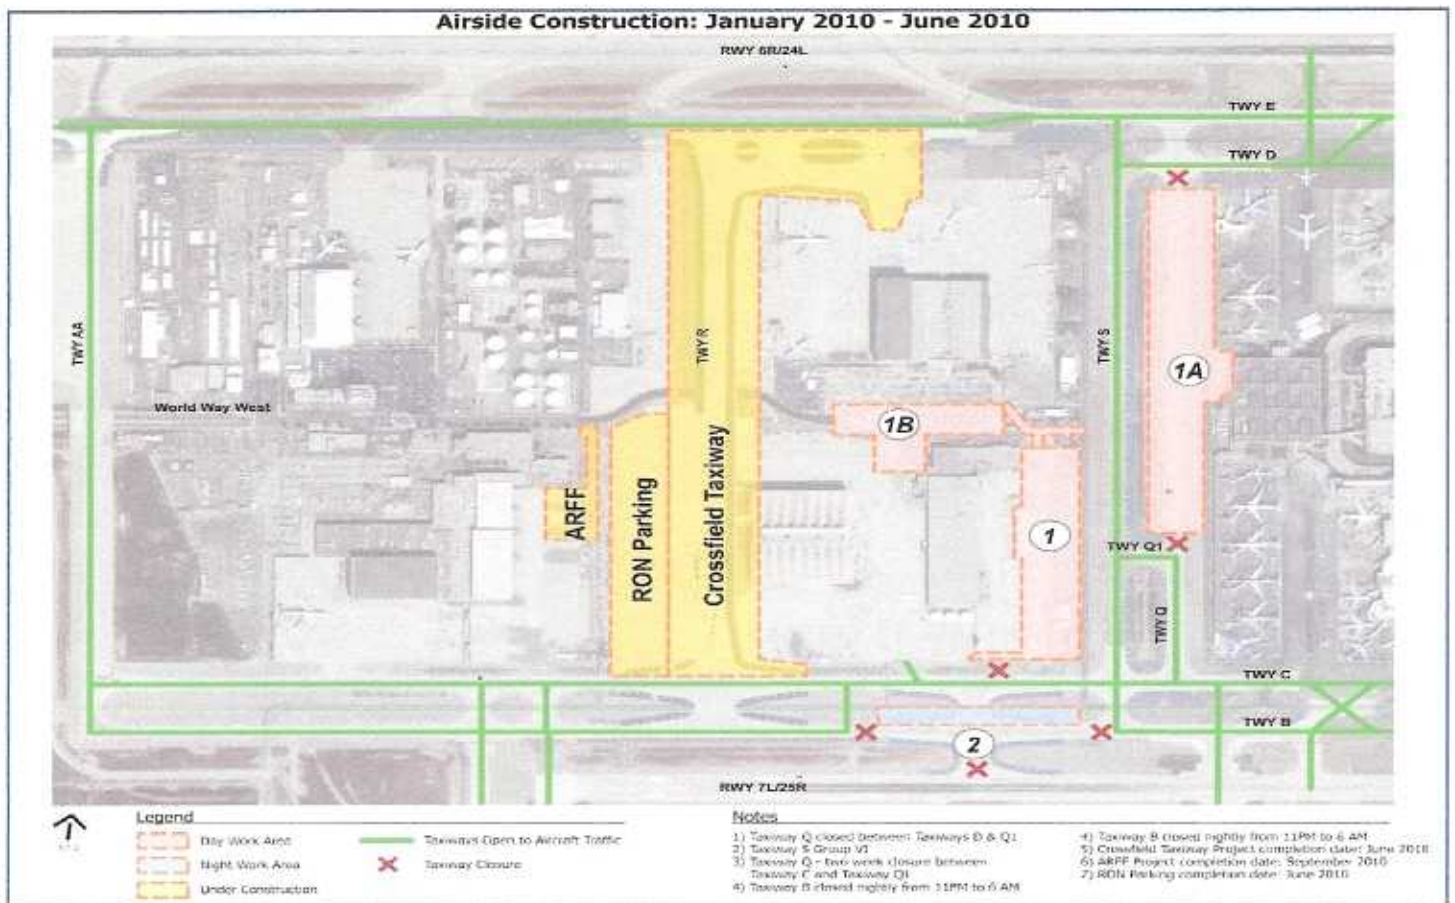 Airside Construction: January 2010 - June 2010
RWY 6R/24L
TWY E
TWY D
TWY AA
TWY R
TWY S
1A
World Way West
1B
ARFF
RON Parking
Crossfield Taxiway
1
TWY Q1
TWY Q
TWY C
TWY B
2
RWY 7L/25R
Legend
Day Work Area
Night Work Area
Under Construction
Taxiways Open to Aircraft Traffic
Taxiway Closure
Notes
1) Taxiway Q closed between Taxiways D & Q1
2) Taxiway S Group VI
3) Taxiway Q - two week closure between
Taxiway C and Taxiway Q1
4) Taxiway B closed nightly from 11PM to 6 AM
4) Taxiway B closed nightly from 11PM to 6 AM
5) Crossfield Taxiway Project completion date: June 2010
6) ARFF Project completion date: September 2010
7) RON Parking completion date: June 2010